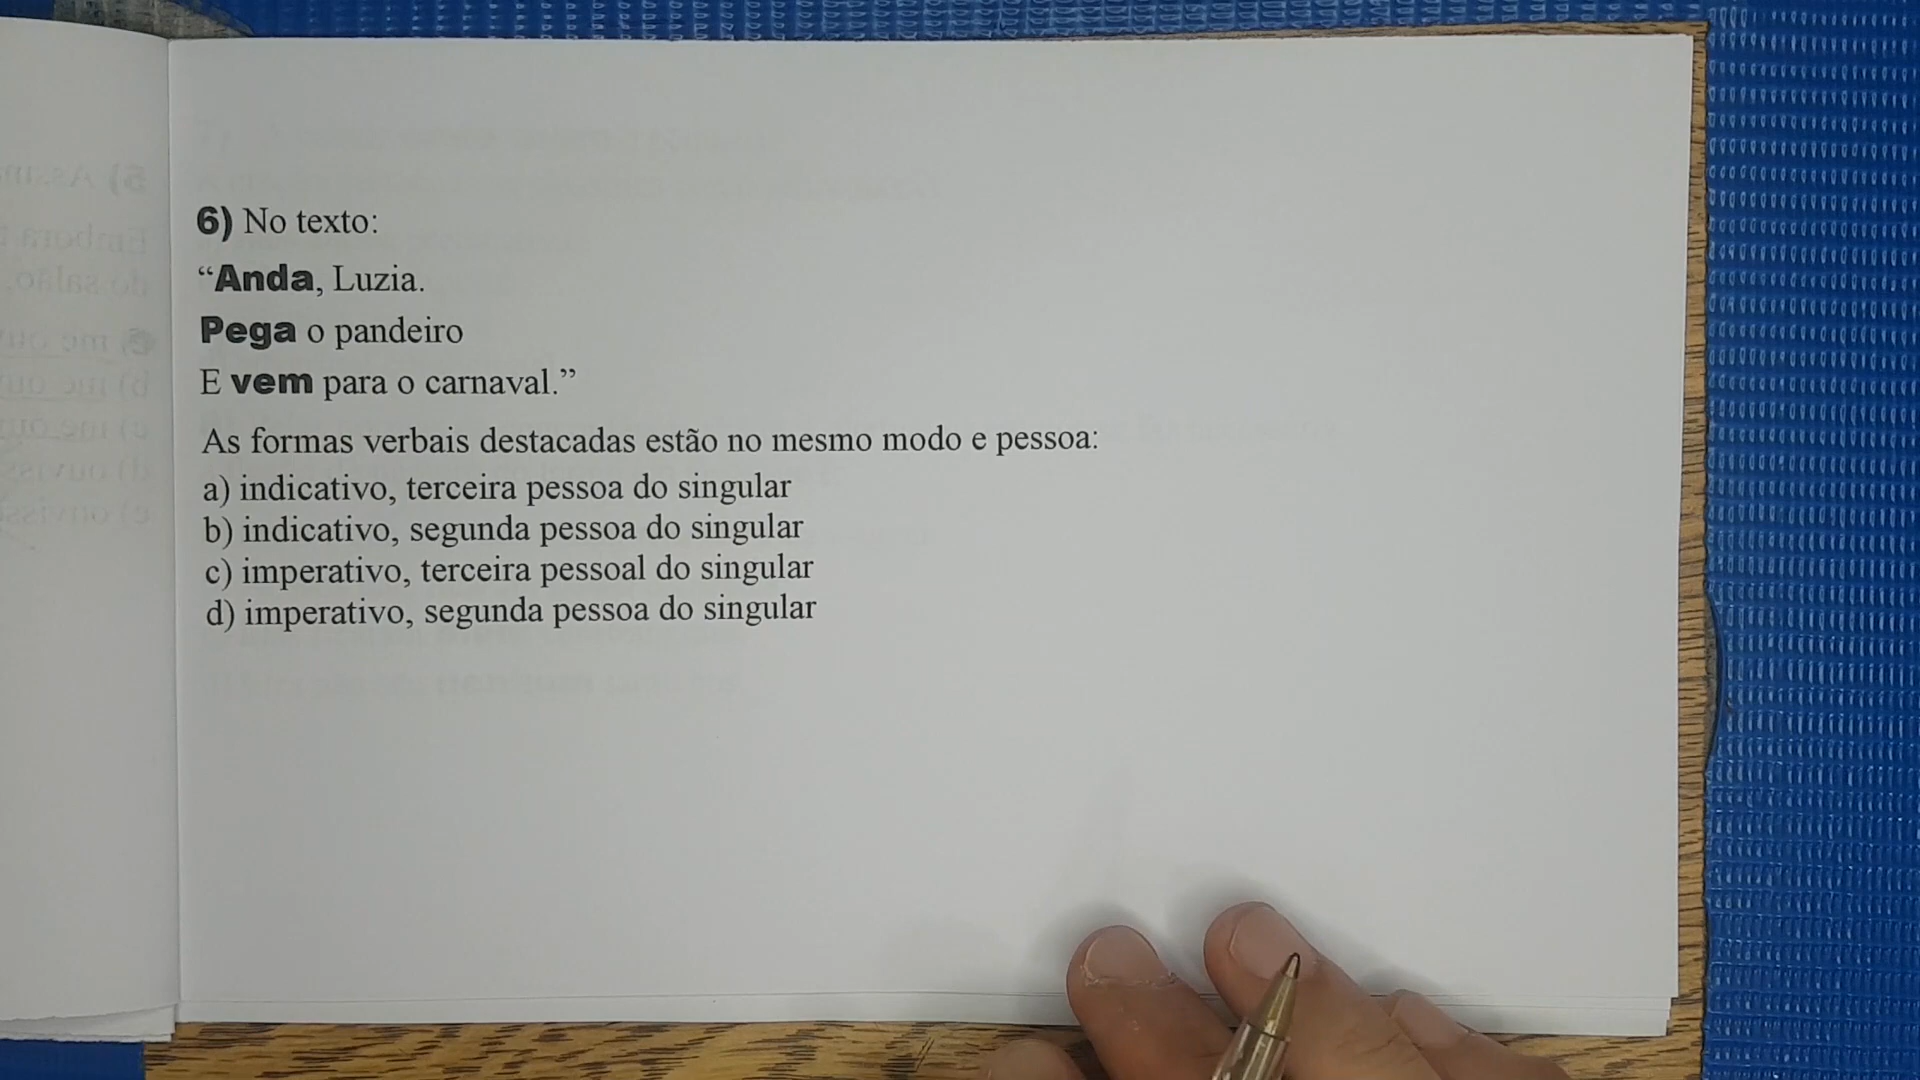 6) No texto:
“Anda, Luzia.
Pega o pandeiro
E vem para o carnaval.”
As formas verbais destacadas estão no mesmo modo e pessoa:
a) indicativo, terceira pessoa do singular
b) indicativo, segunda pessoa do singular
c) imperativo, terceira pessoal do singular
d) imperativo, segunda pessoa do singular